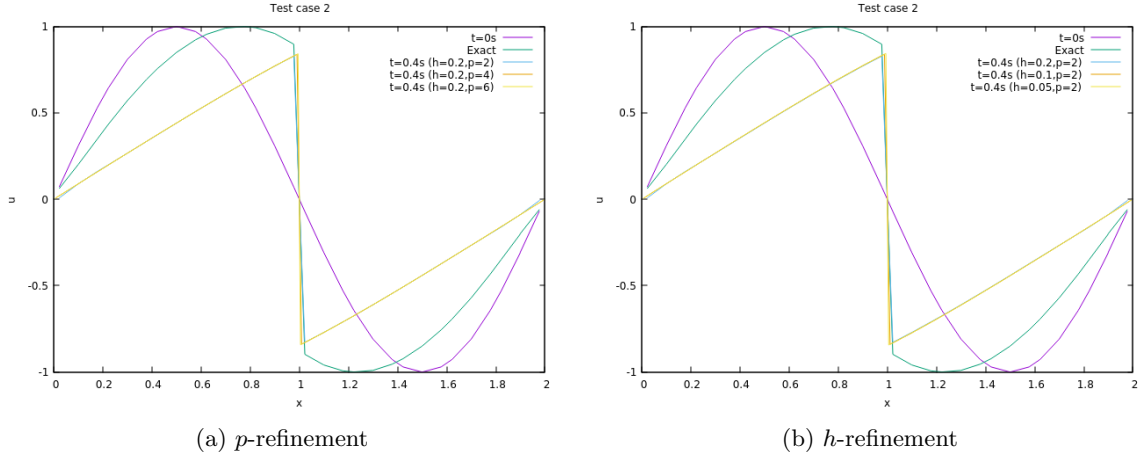 Test case 2
t=0s
Exact
t=0.4s (h=0.2,p=2)
t=0.4s (h=0.2,p=4)
t=0.4s (h=0.2,p=6)
1
0.5
0
-0.5
-1
u
0 0.2 0.4 0.6 0.8 1 1.2 1.4 1.6 1.8 2
x
(a) p-refinement
Test case 2
t=0s
Exact
t=0.4s (h=0.2,p=2)
t=0.4s (h=0.1,p=2)
t=0.4s (h=0.05,p=2)
1
0.5
0
-0.5
-1
u
0 0.2 0.4 0.6 0.8 1 1.2 1.4 1.6 1.8 2
x
(b) h-refinement